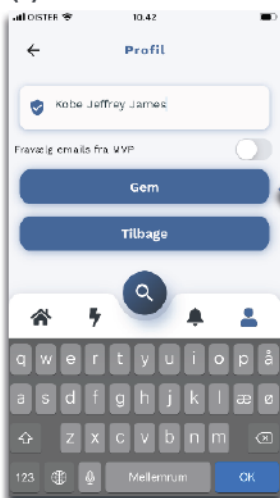 OISTER 10.42
Profil
Kobe Jeffrey James
Fravælg emails fra MVP
Gem
Tilbage
q w e r t y u i o p å
a s d f g h j k l æ ø
z x c v b n m
123 Mellemrum OK